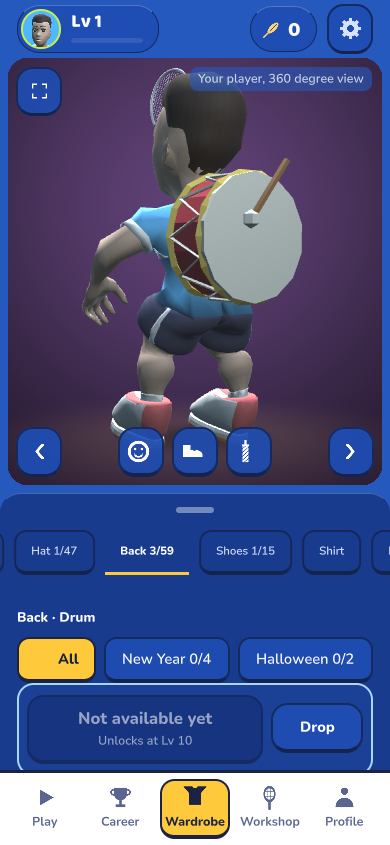 Lv 1
0
Your player, 360 degree view
Hat 1/47
Back 3/59
Shoes 1/15
Shirt
Back · Drum
All
New Year 0/4
Halloween 0/2
Not available yet
Unlocks at Lv 10
Drop
Play
Career
Wardrobe
Workshop
Profile